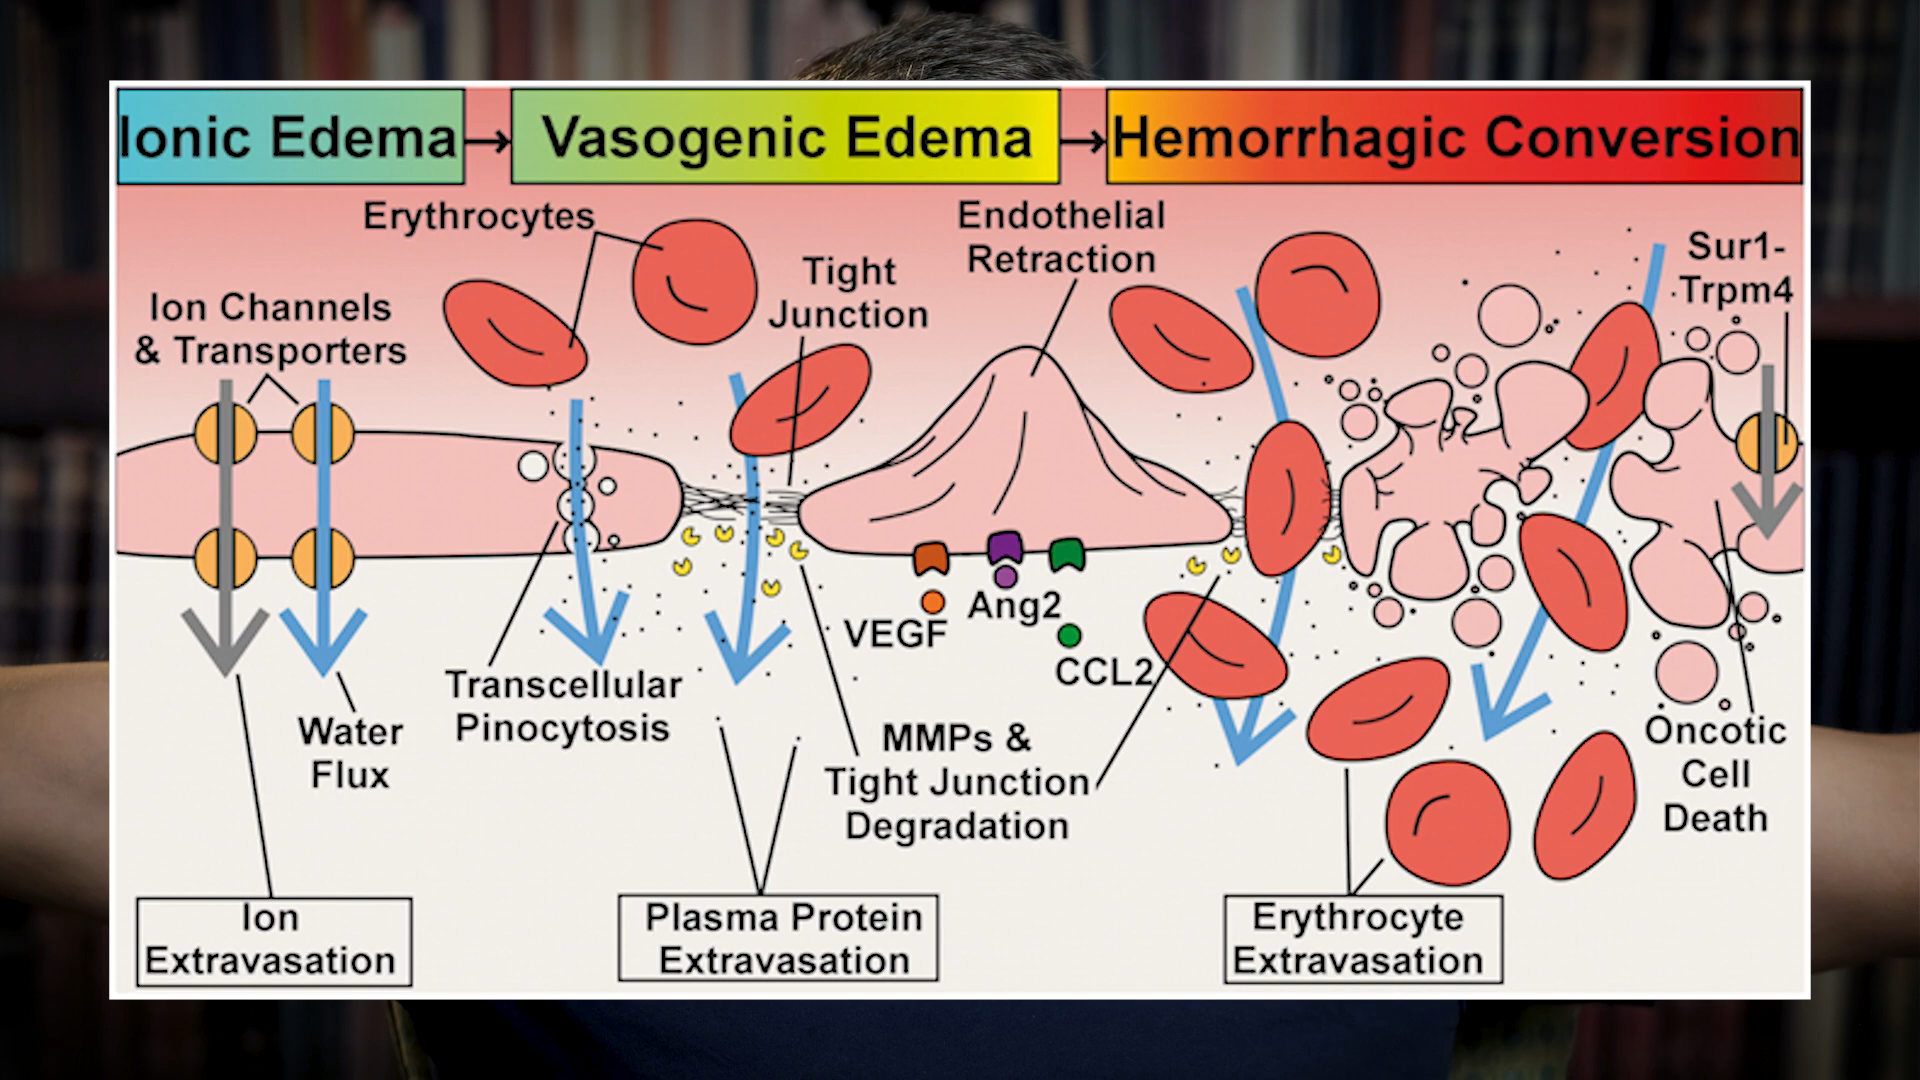 Ionic Edema
Vasogenic Edema
Hemorrhagic Conversion
Erythrocytes
Endothelial
Retraction
Sur1-
Trpm4
Tight
Junction
Ion Channels
& Transporters
VEGF
Ang2
CCL2
Transcellular
Pinocytosis
Water
Flux
MMPs &
Tight Junction
Degradation
Oncotic
Cell
Death
Ion
Extravasation
Plasma Protein
Extravasation
Erythrocyte
Extravasation